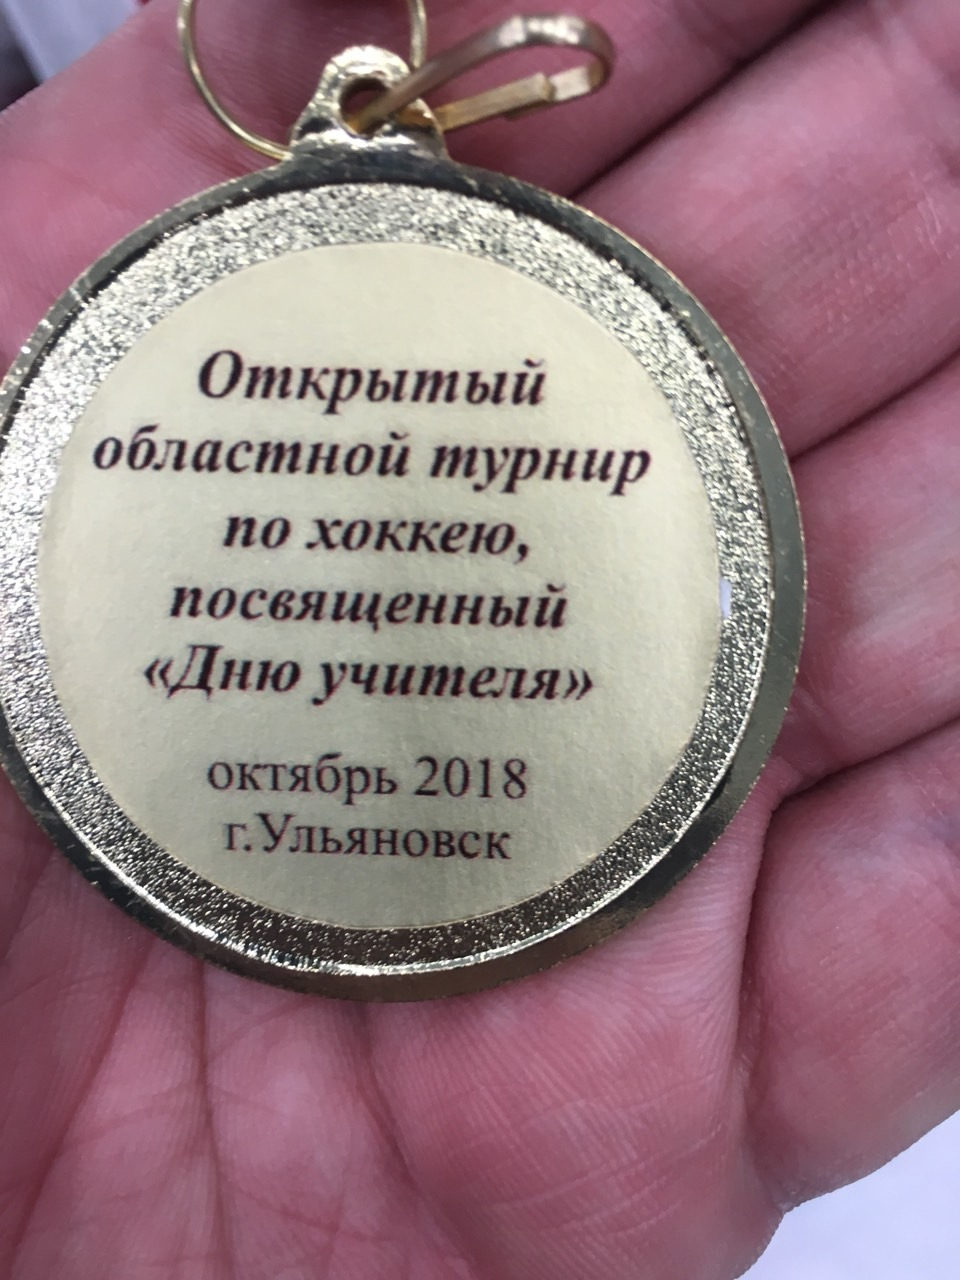 Открытый
областной турнир
по хоккею,
посвященный
«Дню учителя»
октябрь 2018
г.Ульяновск